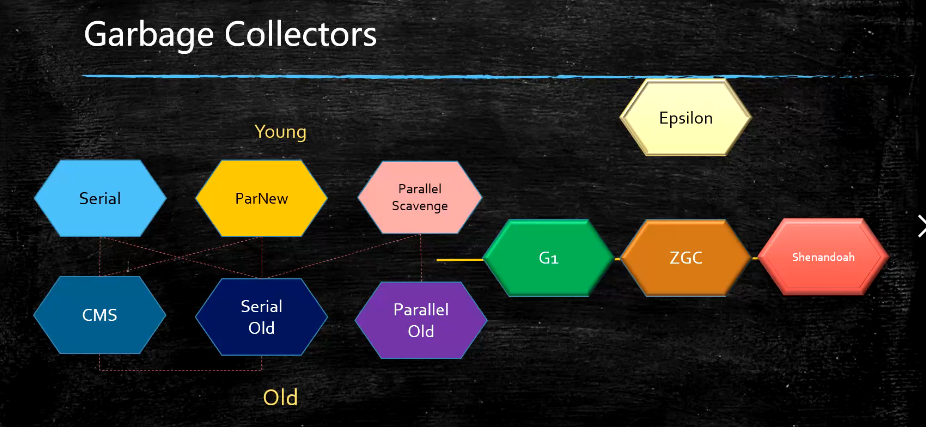 Garbage Collectors
Epsilon
Young
Serial
ParNew
Parallel
Scavenge
G1
ZGC
Shenandoah
CMS
Serial
Old
Parallel
Old
Old